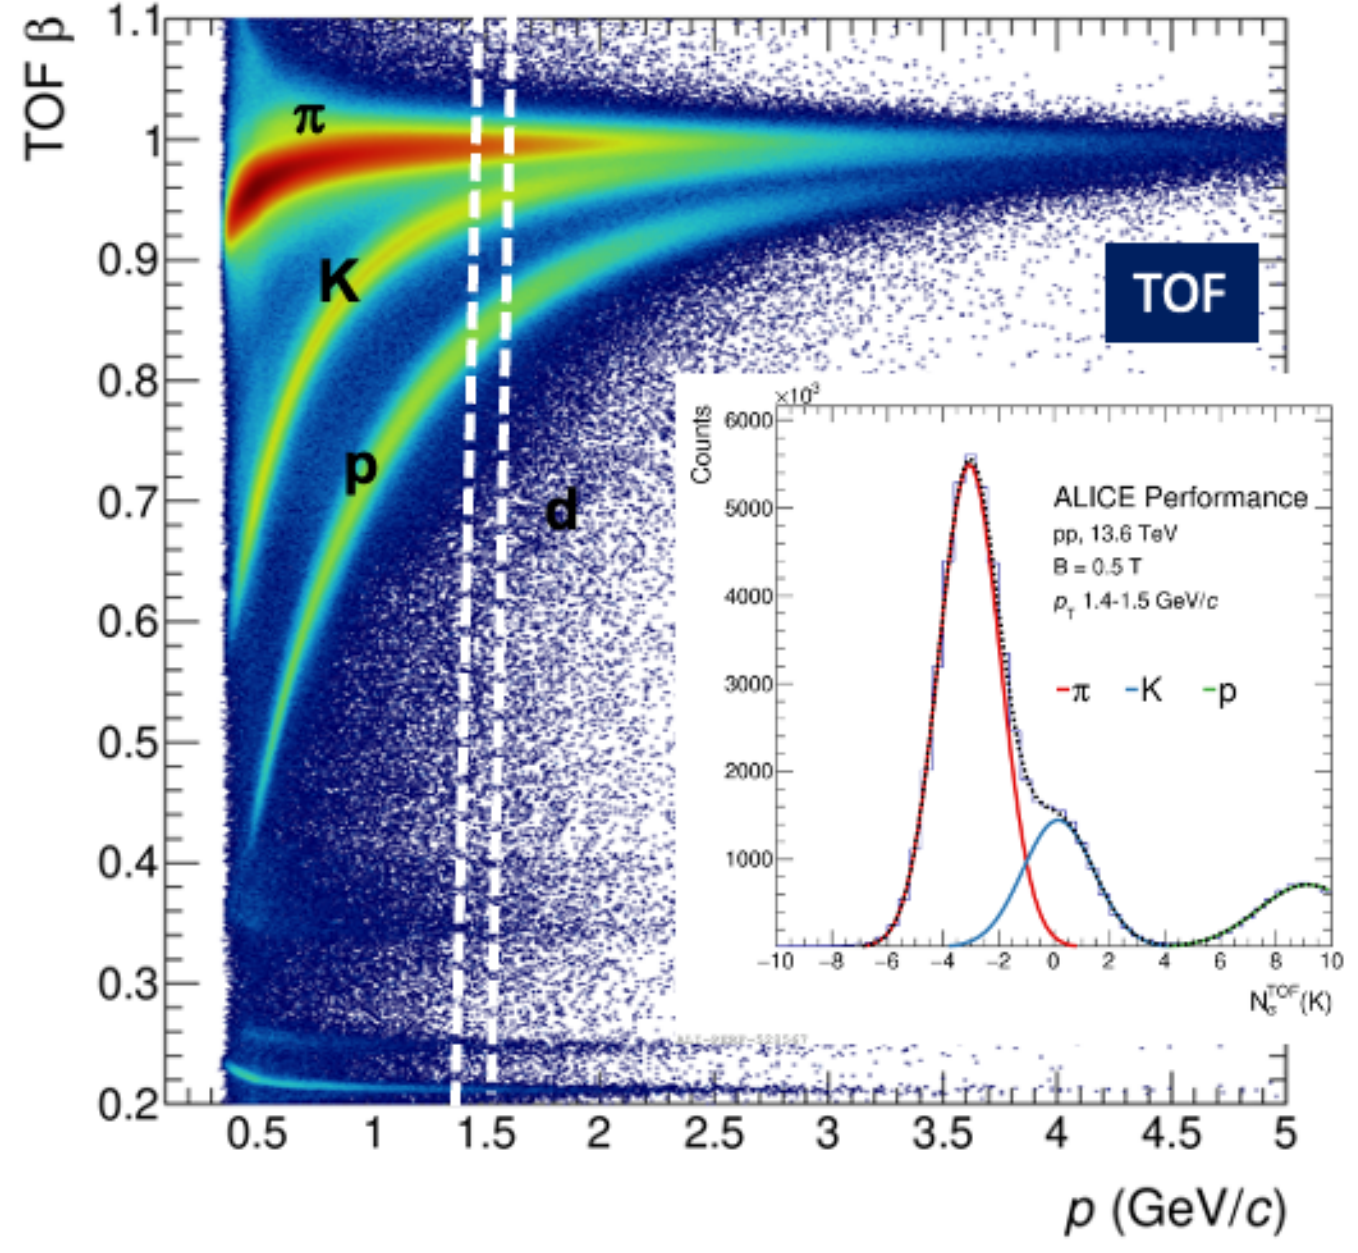 TOF β
1.1
1
0.9
0.8
0.7
0.6
0.5
0.4
0.3
0.2
π
K
p
d
TOF
×10³
Counts
6000
5000
4000
3000
2000
1000
ALICE Performance
pp, 13.6 TeV
B = 0.5 T
p_T 1.4-1.5 GeV/c
π K p
−10 −8 −6 −4 −2 0 2 4 6 8 10
N_σ^TOF(K)
0.5 1 1.5 2 2.5 3 3.5 4 4.5 5
p (GeV/c)